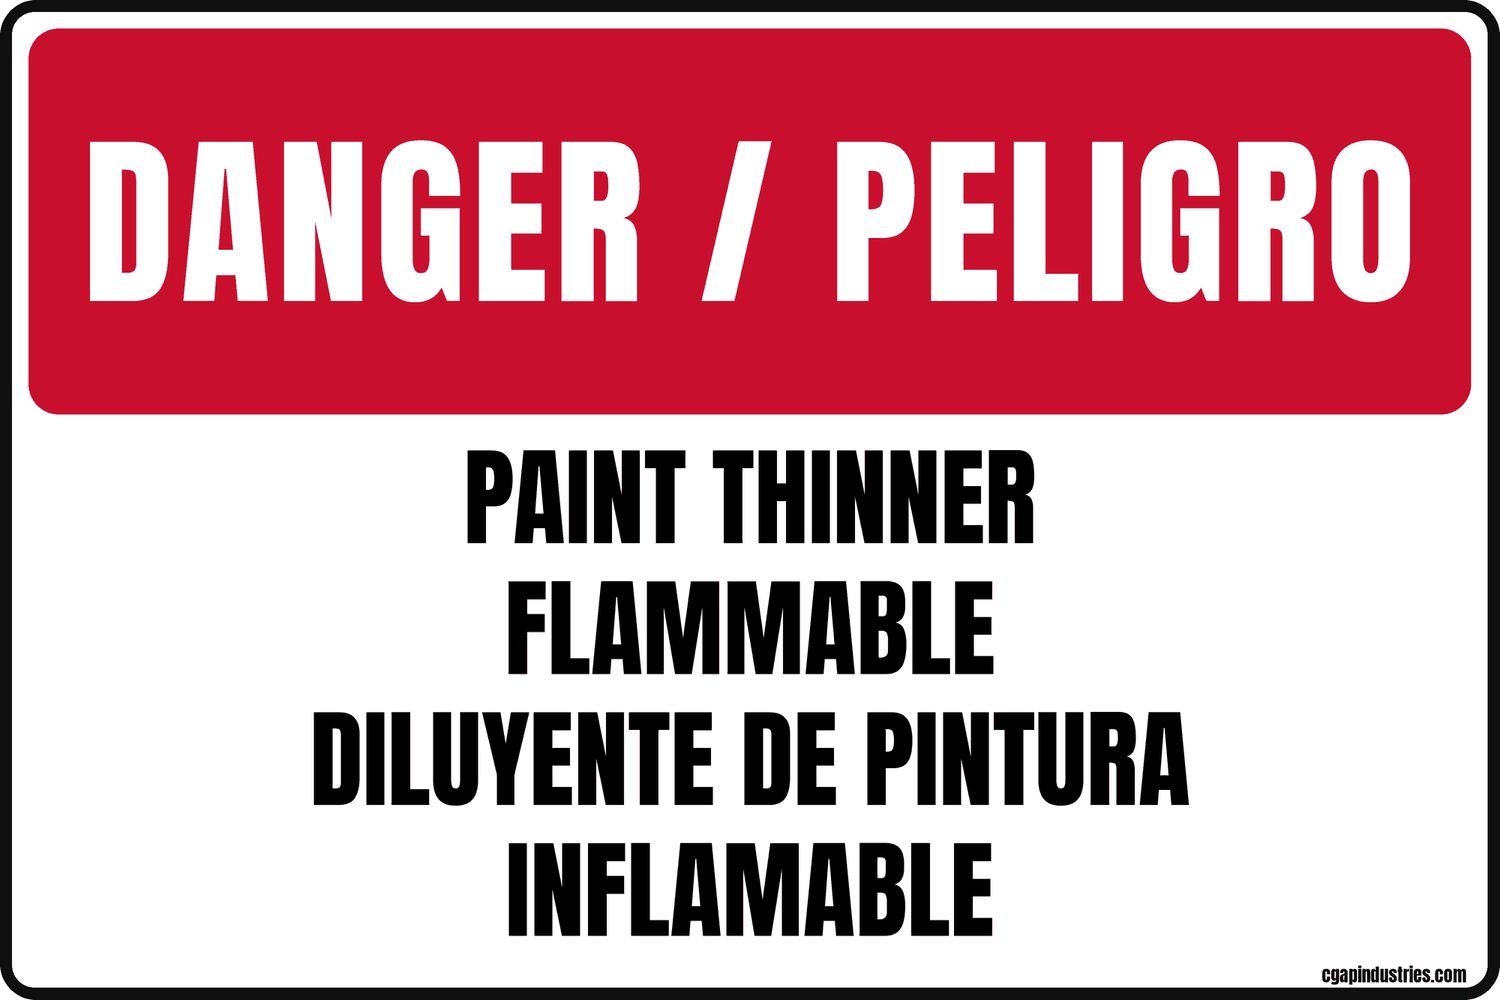 DANGER / PELIGRO
PAINT THINNER
FLAMMABLE
DILUYENTE DE PINTURA
INFLAMABLE
cgapindustries.com